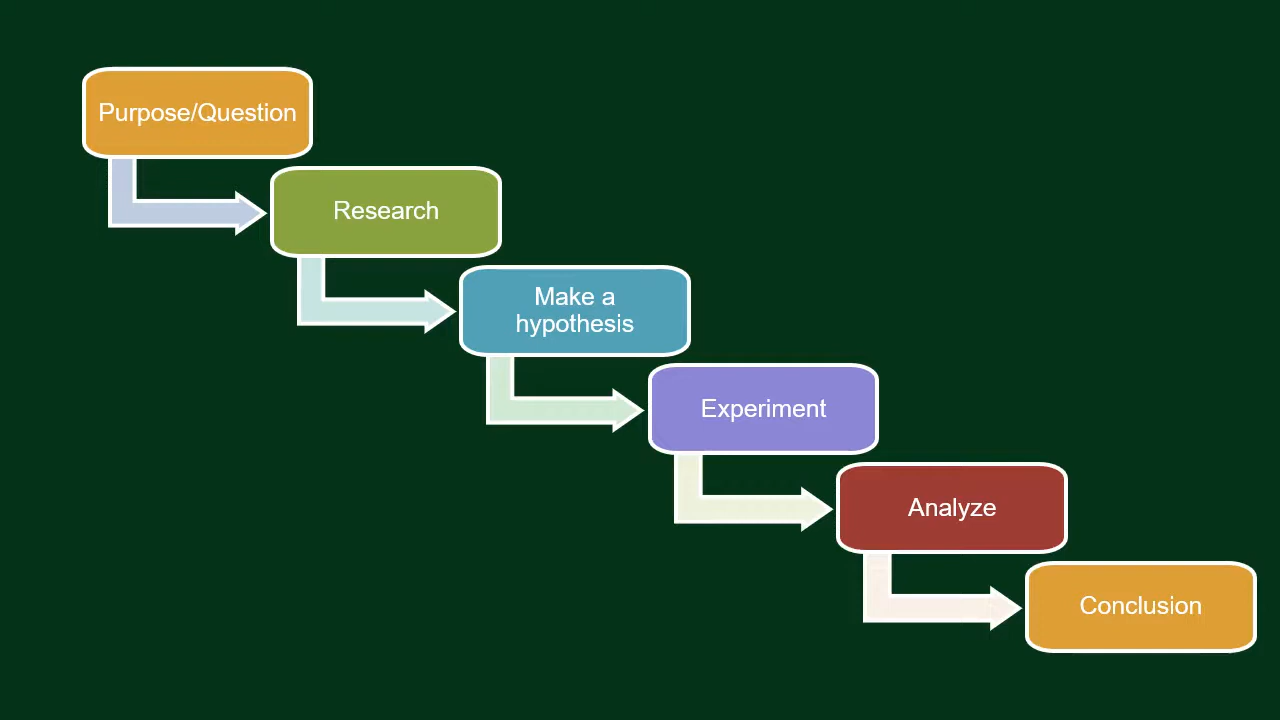 Purpose/Question
Research
Make a
hypothesis
Experiment
Analyze
Conclusion